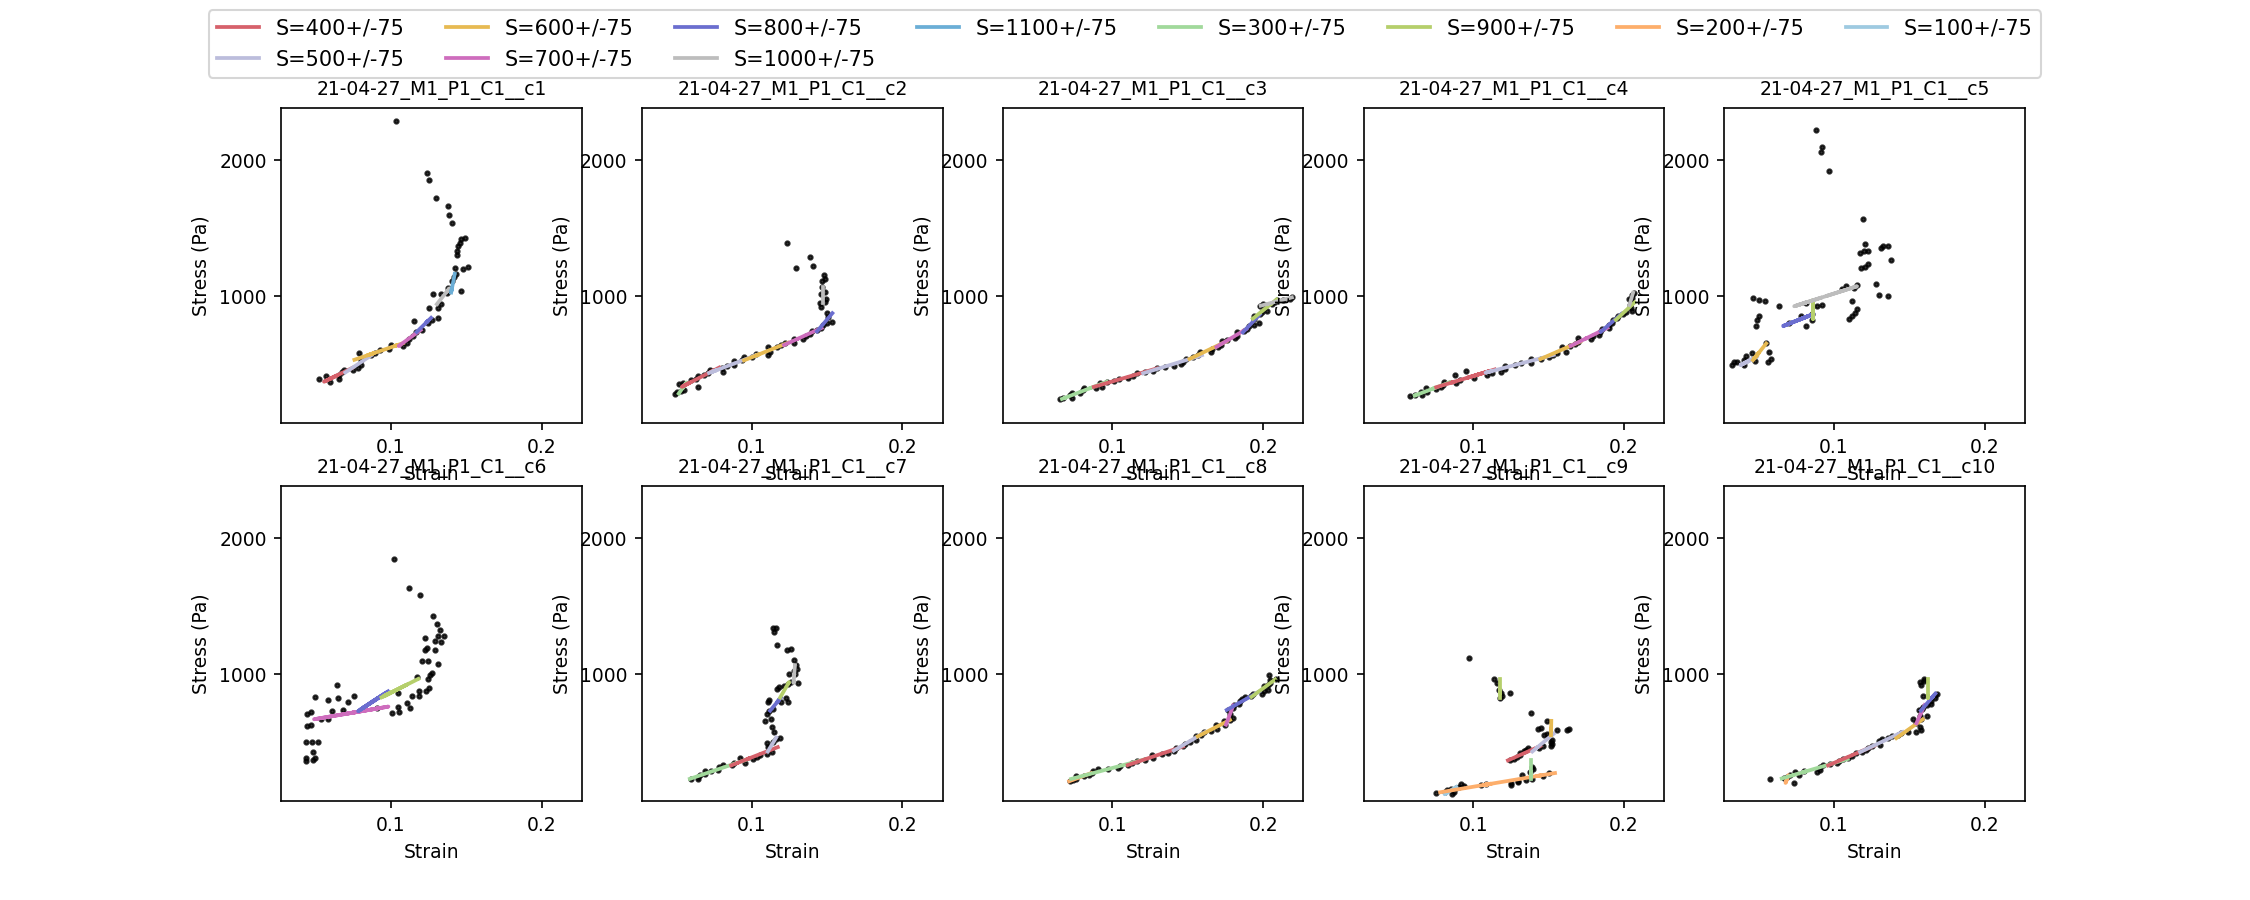 S=400+/-75 S=600+/-75 S=800+/-75 S=1100+/-75 S=300+/-75 S=900+/-75 S=200+/-75 S=100+/-75
S=500+/-75 S=700+/-75 S=1000+/-75
21-04-27_M1_P1_C1__c1 21-04-27_M1_P1_C1__c2 21-04-27_M1_P1_C1__c3 21-04-27_M1_P1_C1__c4 21-04-27_M1_P1_C1__c5
2000 2000 2000 2000 2000
Stress (Pa) Stress (Pa) Stress (Pa) Stress (Pa) Stress (Pa)
1000 1000 1000 1000 1000
0.1 0.2 0.1 0.2 0.1 0.2 0.1 0.2 0.1 0.2
Strain Strain Strain Strain Strain
21-04-27_M1_P1_C1__c6 21-04-27_M1_P1_C1__c7 21-04-27_M1_P1_C1__c8 21-04-27_M1_P1_C1__c9 21-04-27_M1_P1_C1__c10
2000 2000 2000 2000 2000
Stress (Pa) Stress (Pa) Stress (Pa) Stress (Pa) Stress (Pa)
1000 1000 1000 1000 1000
0.1 0.2 0.1 0.2 0.1 0.2 0.1 0.2 0.1 0.2
Strain Strain Strain Strain Strain